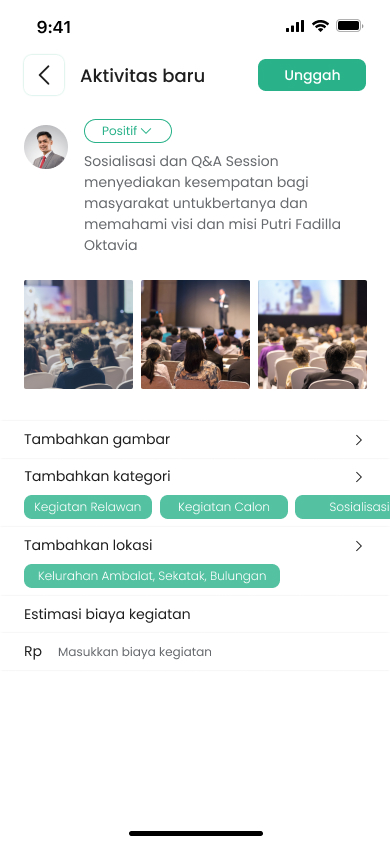 9:41
Aktivitas baru
Unggah
Positif
Sosialisasi dan Q&A Session
menyediakan kesempatan bagi
masyarakat untukbertanya dan
memahami visi dan misi Putri Fadilla
Oktavia
Tambahkan gambar
Tambahkan kategori
Kegiatan Relawan
Kegiatan Calon
Sosialisasi
Tambahkan lokasi
Kelurahan Ambalat, Sekatak, Bulungan
Estimasi biaya kegiatan
Rp Masukkan biaya kegiatan